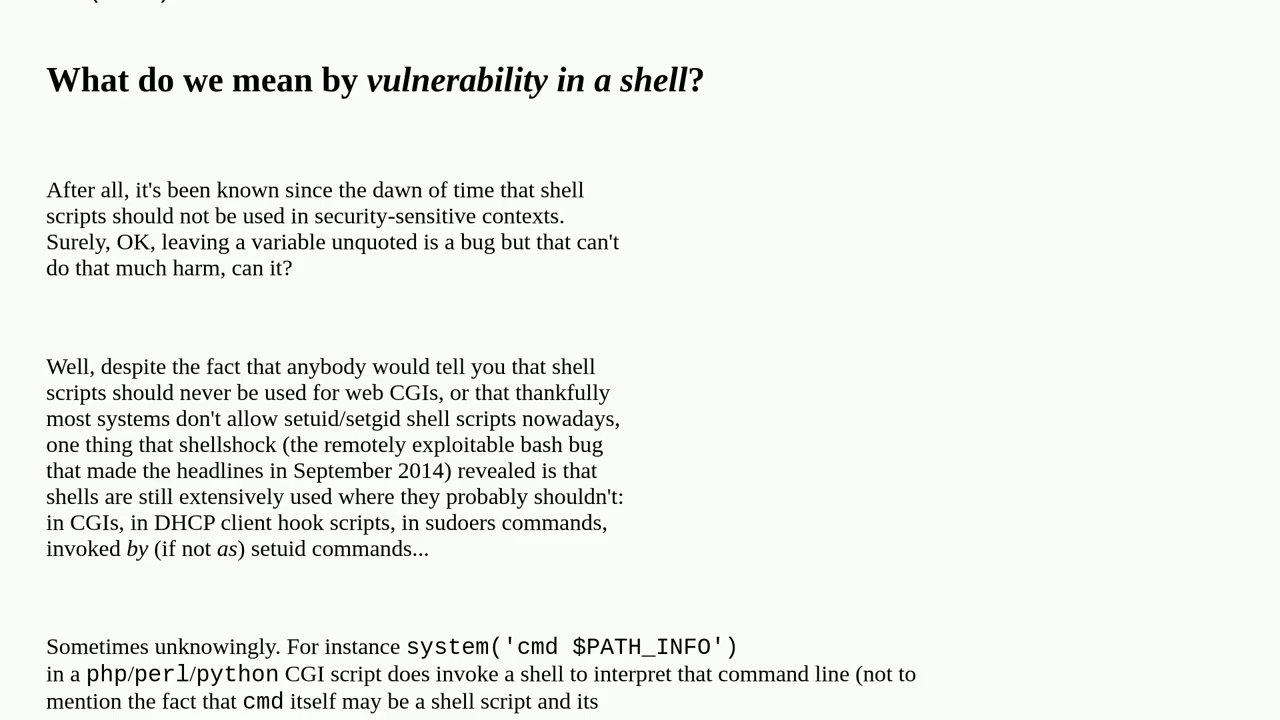 What do we mean by vulnerability in a shell?
After all, it's been known since the dawn of time that shell
scripts should not be used in security-sensitive contexts.
Surely, OK, leaving a variable unquoted is a bug but that can't
do that much harm, can it?
Well, despite the fact that anybody would tell you that shell
scripts should never be used for web CGIs, or that thankfully
most systems don't allow setuid/setgid shell scripts nowadays,
one thing that shellshock (the remotely exploitable bash bug
that made the headlines in September 2014) revealed is that
shells are still extensively used where they probably shouldn't:
in CGIs, in DHCP client hook scripts, in sudoers commands,
invoked by (if not as) setuid commands...
Sometimes unknowingly. For instance system('cmd $PATH_INFO')
in a php/perl/python CGI script does invoke a shell to interpret that command line (not to
mention the fact that cmd itself may be a shell script and its